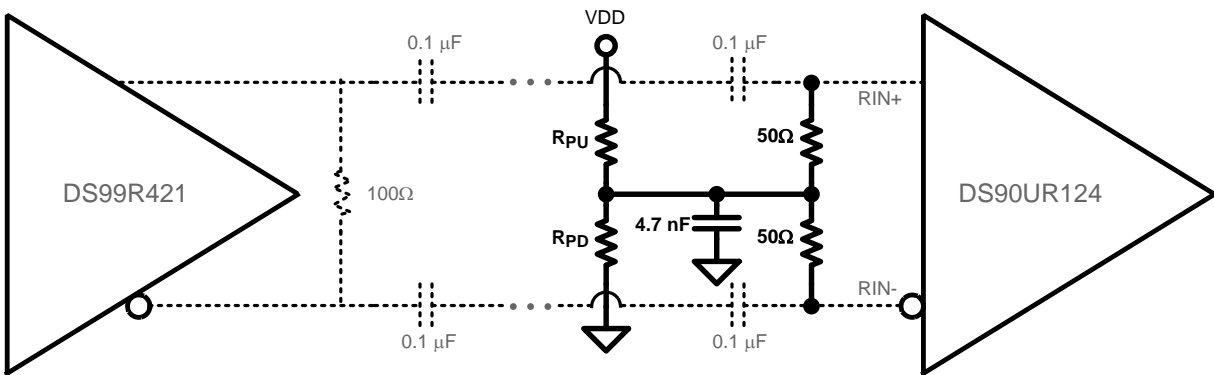 VDD
0.1 μF
0.1 μF
RIN+
RPU
50Ω
DS99R421
100Ω
DS90UR124
4.7 nF
RPD
50Ω
RIN-
0.1 μF
0.1 μF